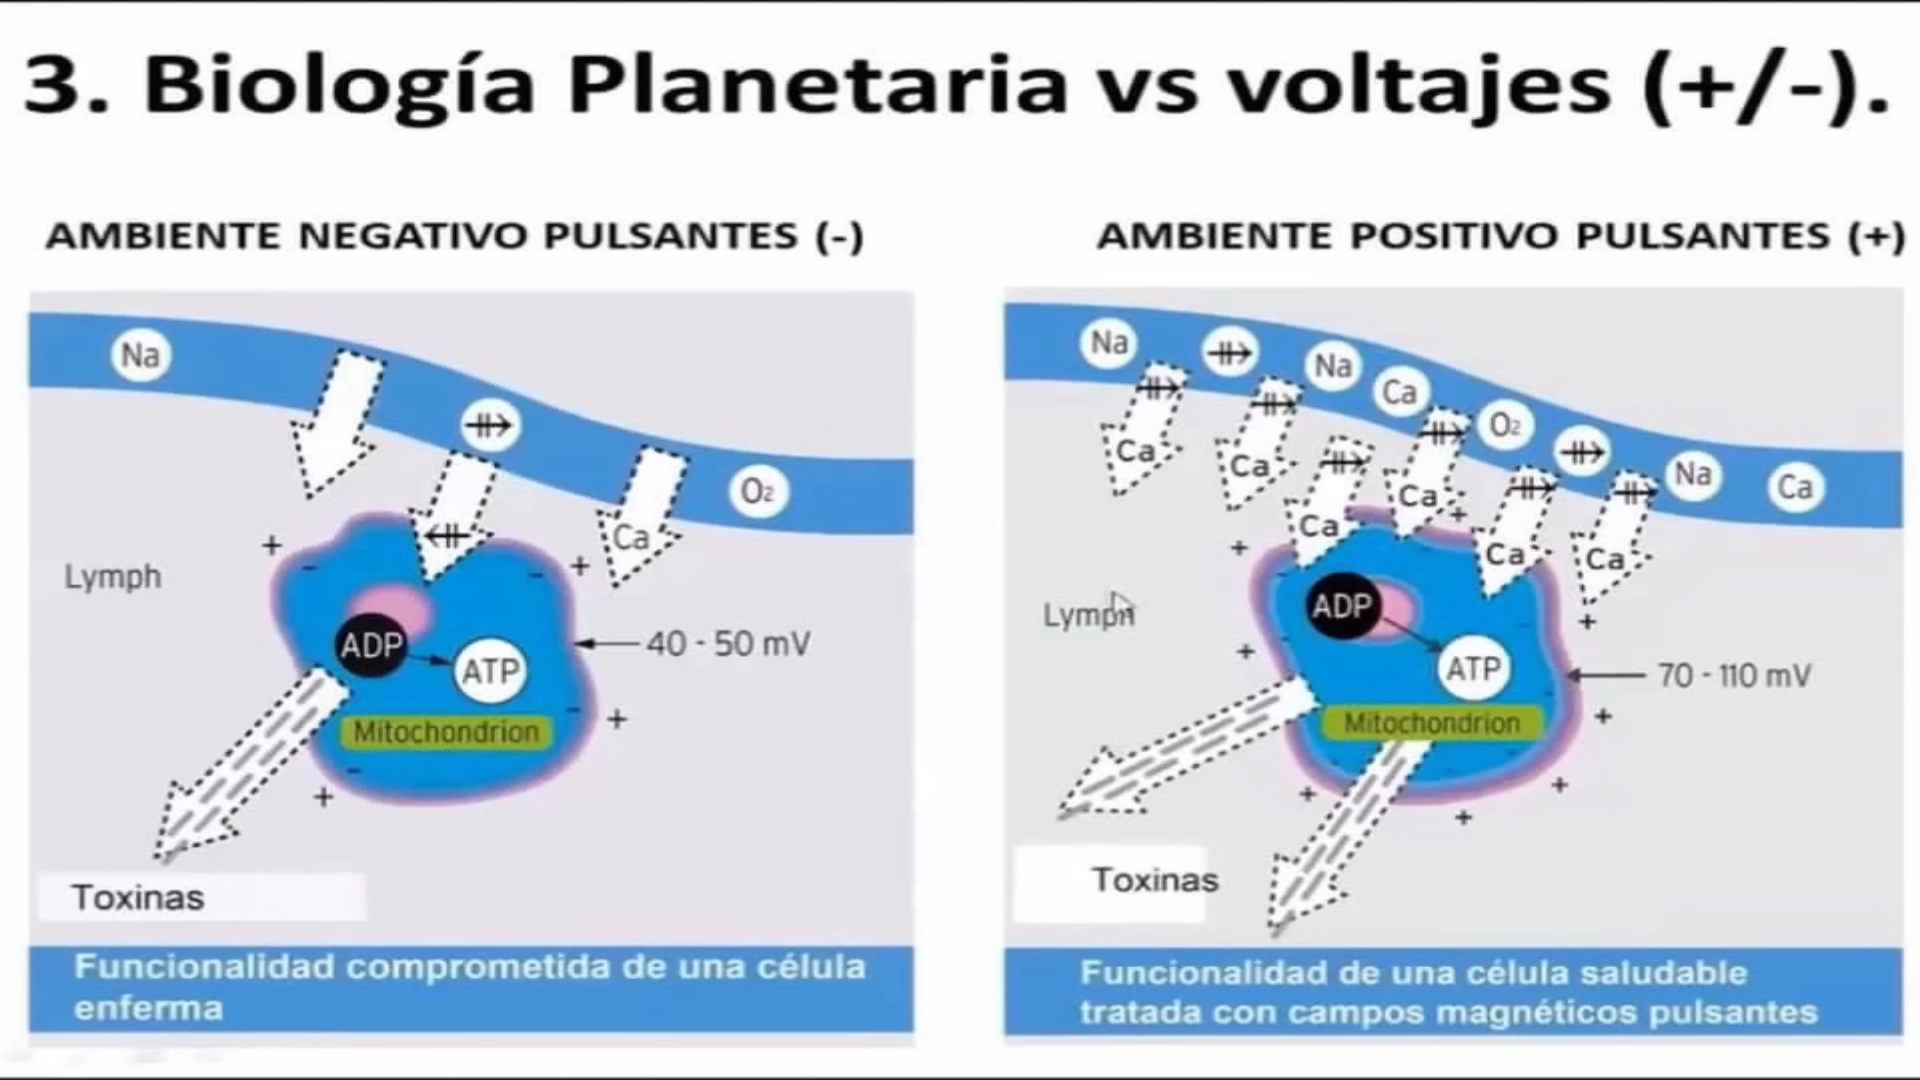 3. Biología Planetaria vs voltajes (+/-).
AMBIENTE NEGATIVO PULSANTES (-)
Na
O2
Ca
Lymph
+
-
-
+
ADP
ATP
40 - 50 mV
Mitochondrion
-
+
-
+
Toxinas
Funcionalidad comprometida de una célula
enferma
AMBIENTE POSITIVO PULSANTES (+)
Na
Na
Ca
O2
Na
Ca
Ca
Ca
Ca
Ca
Ca
Ca
+
+
Lymph
ADP
+
+
ATP
70 - 110 mV
Mitochondrion
+
+
+
+
Toxinas
Funcionalidad de una célula saludable
tratada con campos magnéticos pulsantes